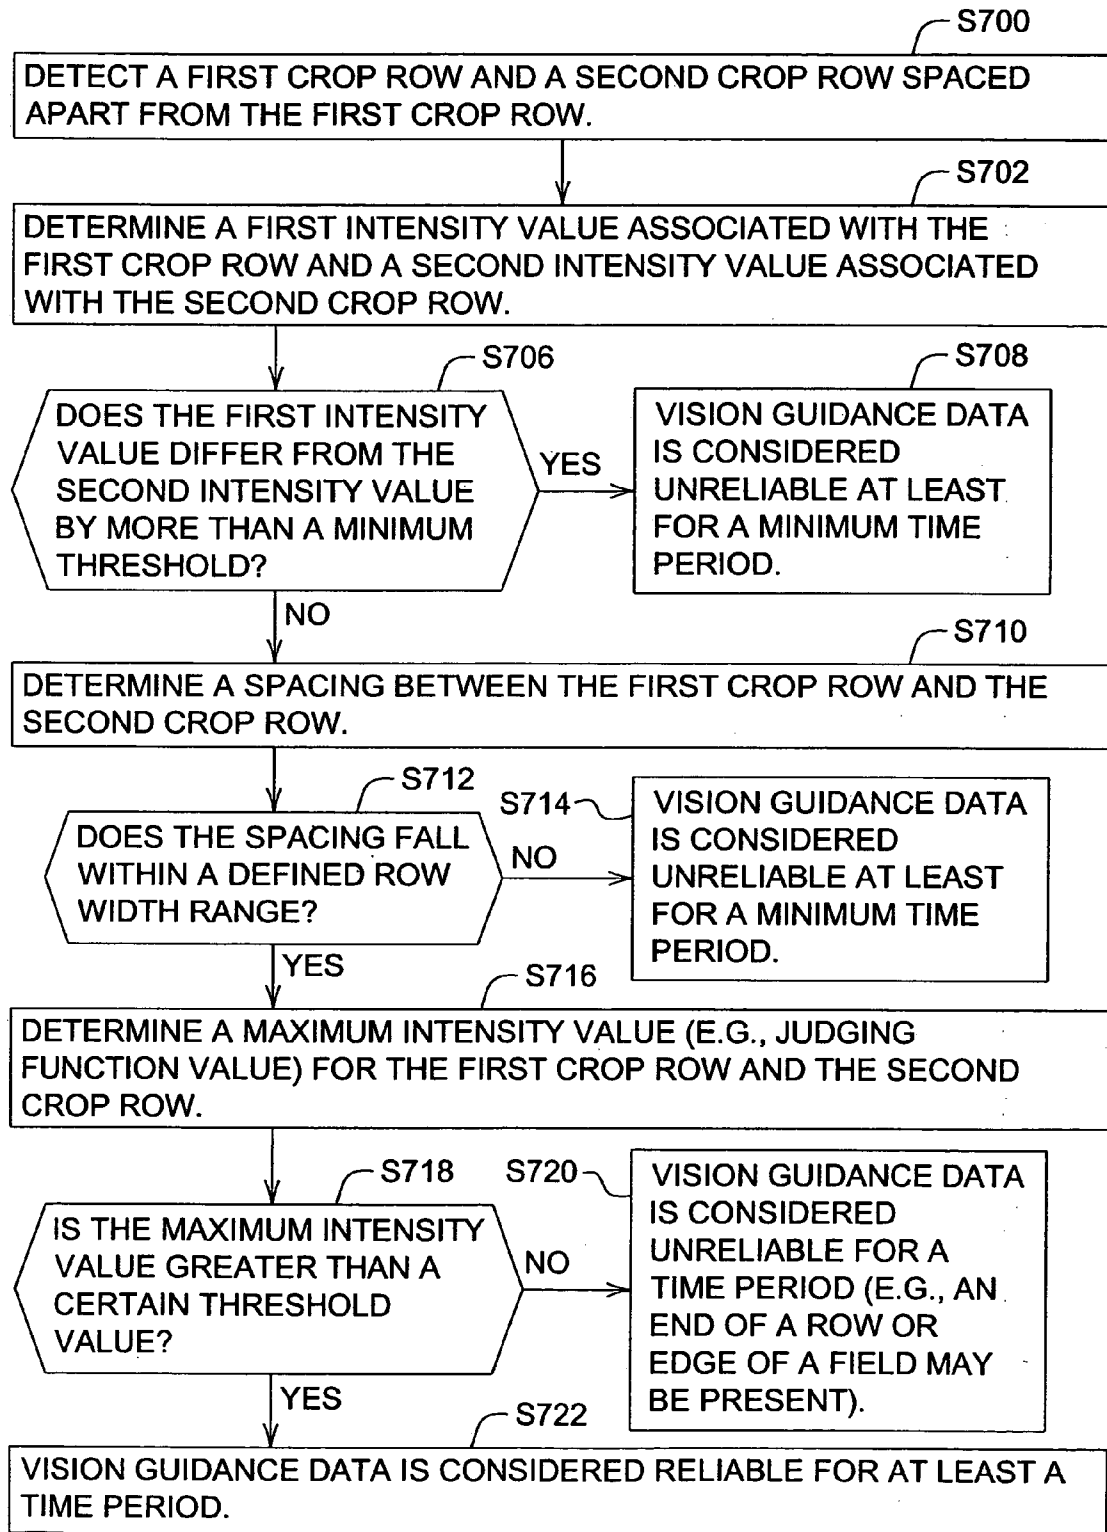 S700
DETECT A FIRST CROP ROW AND A SECOND CROP ROW SPACED
APART FROM THE FIRST CROP ROW.
S702
DETERMINE A FIRST INTENSITY VALUE ASSOCIATED WITH THE
FIRST CROP ROW AND A SECOND INTENSITY VALUE ASSOCIATED
WITH THE SECOND CROP ROW.
S706
DOES THE FIRST INTENSITY
VALUE DIFFER FROM THE
SECOND INTENSITY VALUE
BY MORE THAN A MINIMUM
THRESHOLD?
YES
S708
VISION GUIDANCE DATA
IS CONSIDERED
UNRELIABLE AT LEAST
FOR A MINIMUM TIME
PERIOD.
NO
S710
DETERMINE A SPACING BETWEEN THE FIRST CROP ROW AND THE
SECOND CROP ROW.
S712
DOES THE SPACING FALL
WITHIN A DEFINED ROW
WIDTH RANGE?
NO
S714
VISION GUIDANCE DATA
IS CONSIDERED
UNRELIABLE AT LEAST
FOR A MINIMUM TIME
PERIOD.
YES
S716
DETERMINE A MAXIMUM INTENSITY VALUE (E.G., JUDGING
FUNCTION VALUE) FOR THE FIRST CROP ROW AND THE SECOND
CROP ROW.
S718
IS THE MAXIMUM INTENSITY
VALUE GREATER THAN A
CERTAIN THRESHOLD
VALUE?
NO
S720
VISION GUIDANCE DATA
IS CONSIDERED
UNRELIABLE FOR A
TIME PERIOD (E.G., AN
END OF A ROW OR
EDGE OF A FIELD MAY
BE PRESENT).
YES
S722
VISION GUIDANCE DATA IS CONSIDERED RELIABLE FOR AT LEAST A
TIME PERIOD.